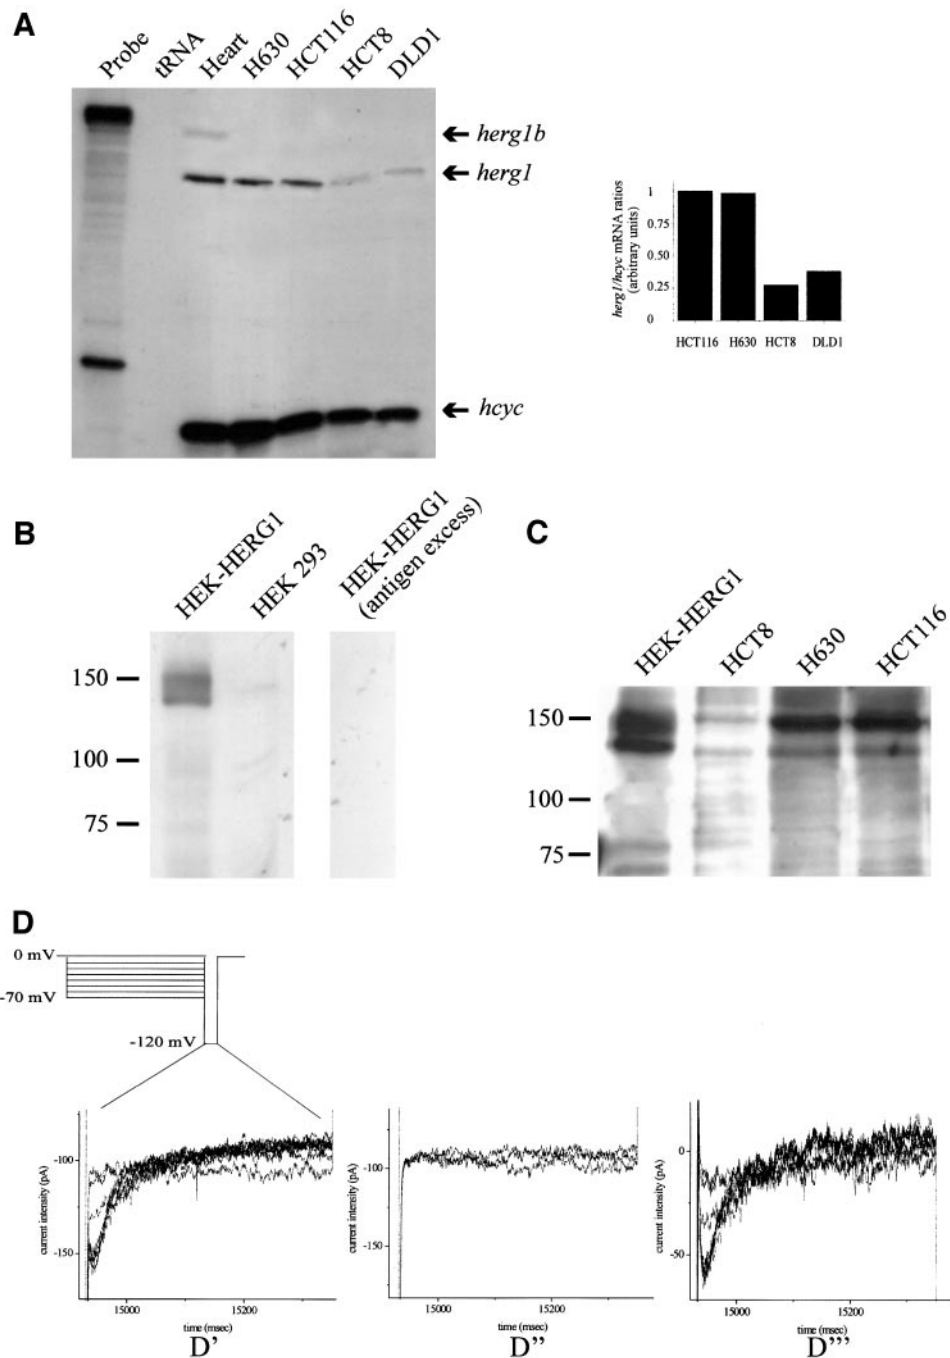 A
Probe
tRNA
Heart
H630
HCT116
HCT8
DLD1
herg1b
herg1
hcyc
herg1/hcyc mRNA ratios
(arbitrary units)
1
0.75
0.50
0.25
0
HCT116 H630 HCT8 DLD1
B
HEK-HERG1
HEK 293
HEK-HERG1
(antigen excess)
150
100
75
C
HEK-HERG1
HCT8
H630
HCT116
150
100
75
D
0 mV
-70 mV
-120 mV
current intensity (pA)
-100
-150
15000 15200
time (msec)
D'
current intensity (pA)
-100
-150
15000 15200
time (msec)
D''
current intensity (pA)
0
-50
15000 15200
time (msec)
D'''